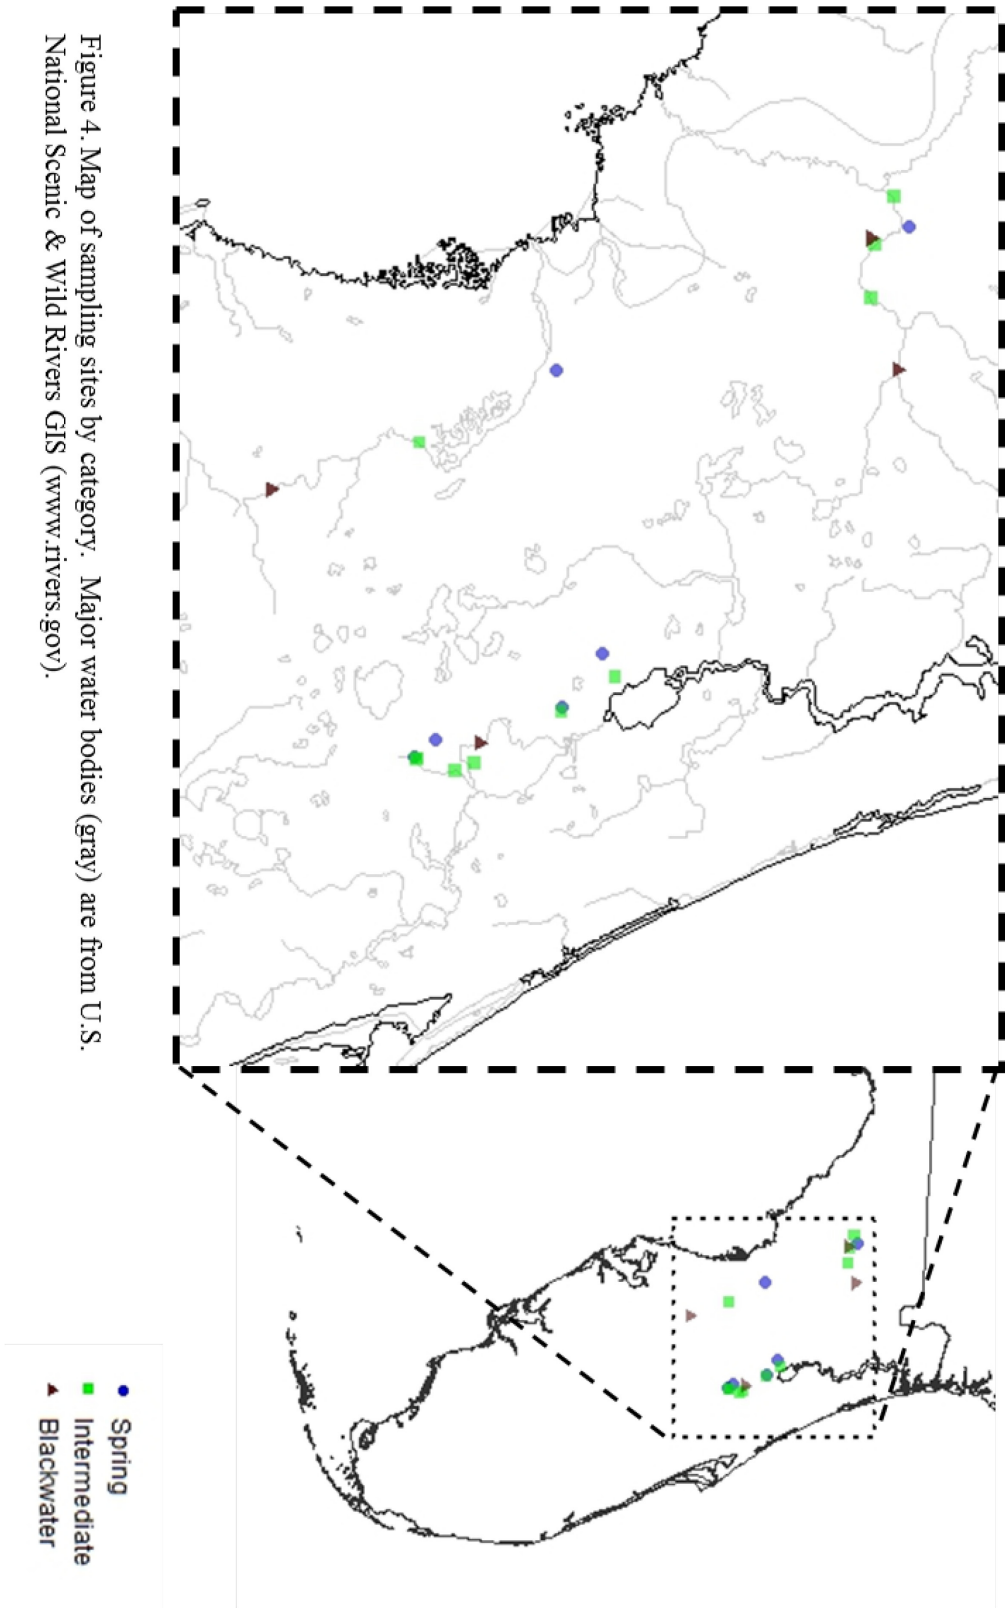 Figure 4. Map of sampling sites by category.  Major water bodies (gray) are from U.S.
National Scenic & Wild Rivers GIS (www.rivers.gov).
Spring
Intermediate
Blackwater